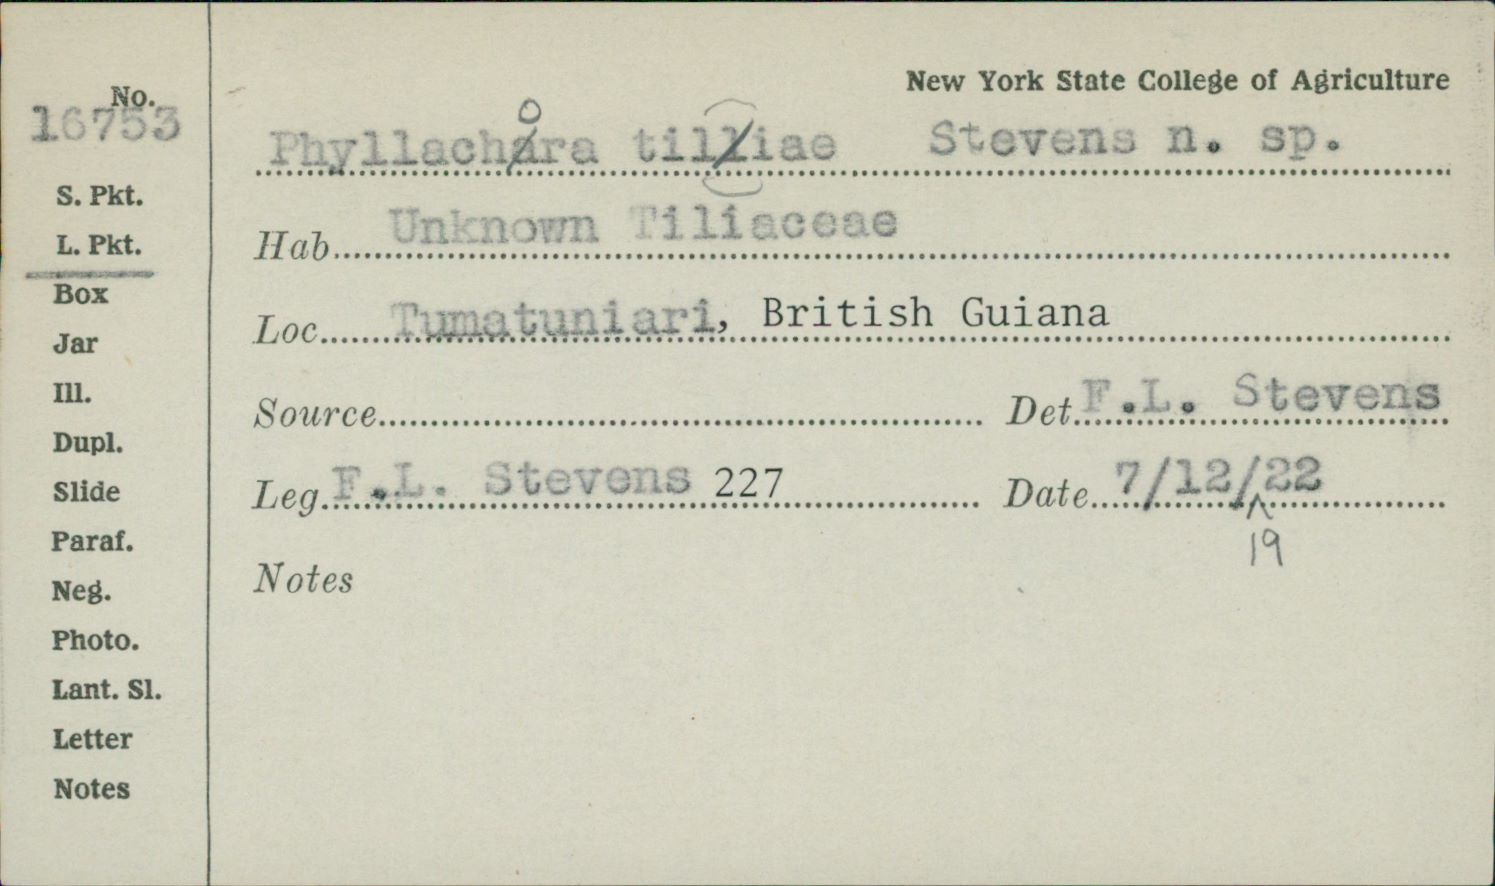 New York State College of Agriculture
No.
16753
Phyllachora tiliae Stevens n. sp.
S. Pkt.
L. Pkt.
Box
Jar
Ill.
Dupl.
Slide
Paraf.
Neg.
Photo.
Lant. Sl.
Letter
Notes
Hab. Unknown Tiliaceae
Loc. Tumatuniari, British Guiana
Source Det. F.L. Stevens
Leg. F.L. Stevens 227 Date 7/12/22
19
Notes